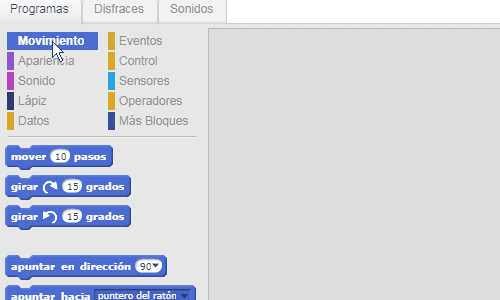 Programas Disfraces Sonidos
Movimiento Eventos
Apariencia Control
Sonido Sensores
Lápiz Operadores
Datos Más Bloques
mover 10 pasos
girar 15 grados
girar 15 grados
apuntar en dirección 90
apuntar hacia puntero del ratón